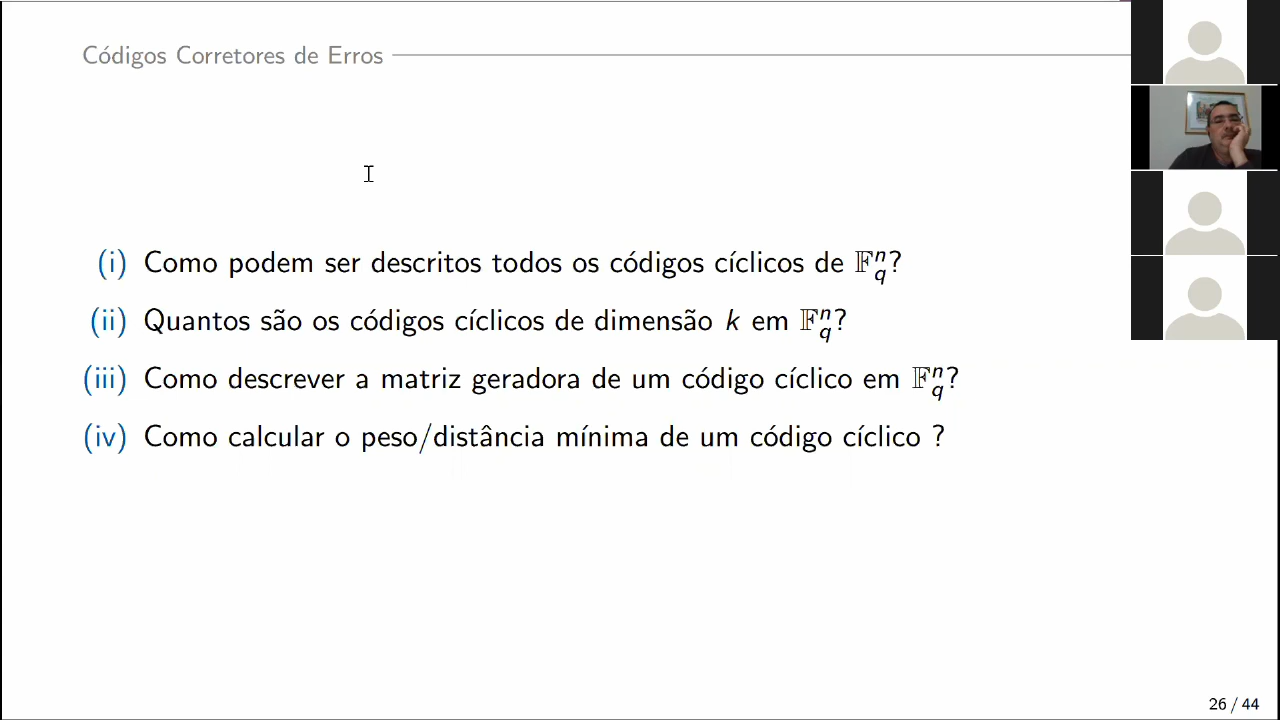 Códigos Corretores de Erros
(i) Como podem ser descritos todos os códigos cíclicos de 𝔽ⁿ_q?
(ii) Quantos são os códigos cíclicos de dimensão k em 𝔽ⁿ_q?
(iii) Como descrever a matriz geradora de um código cíclico em 𝔽ⁿ_q?
(iv) Como calcular o peso/distância mínima de um código cíclico ?
26 / 44